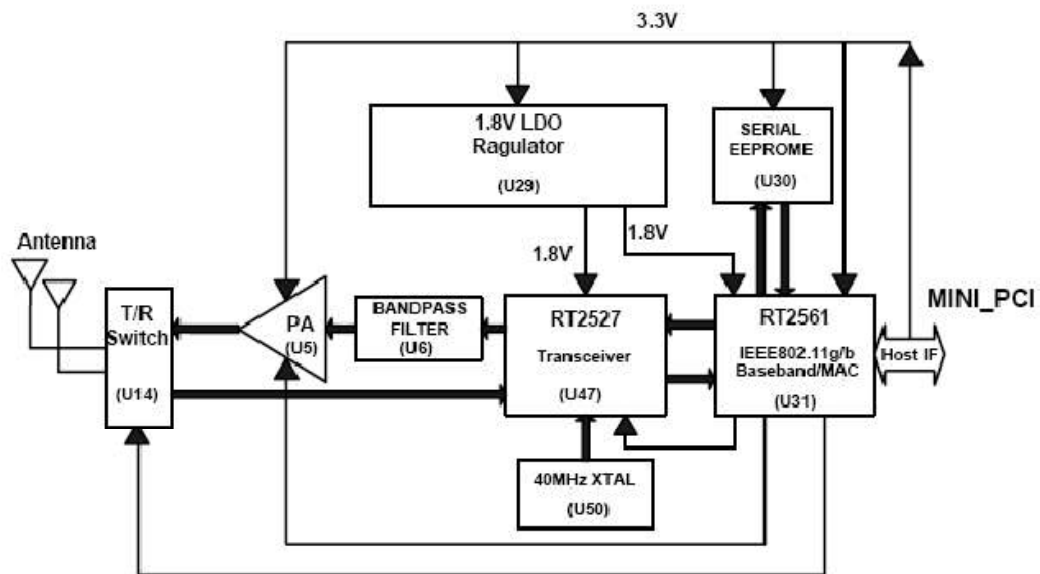 3.3V
1.8V LDO
Ragulator
(U29)
SERIAL
EEPROME
(U30)
1.8V
1.8V
Antenna
T/R
Switch
(U14)
PA
(U5)
BANDPASS
FILTER
(U6)
RT2527
Transceiver
(U47)
RT2561
IEEE802.11g/b
Baseband/MAC
(U31)
MINI_PCI
Host IF
40MHz XTAL
(U50)